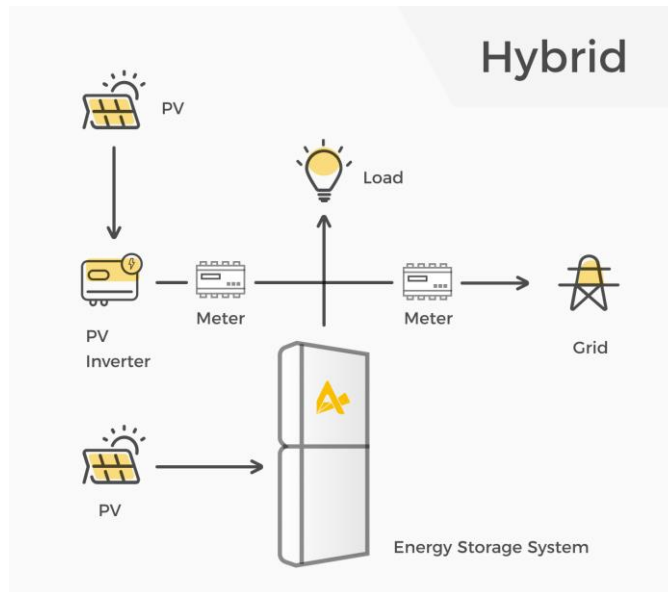 Hybrid
PV
Load
Meter
Meter
PV
Inverter
Grid
PV
Energy Storage System